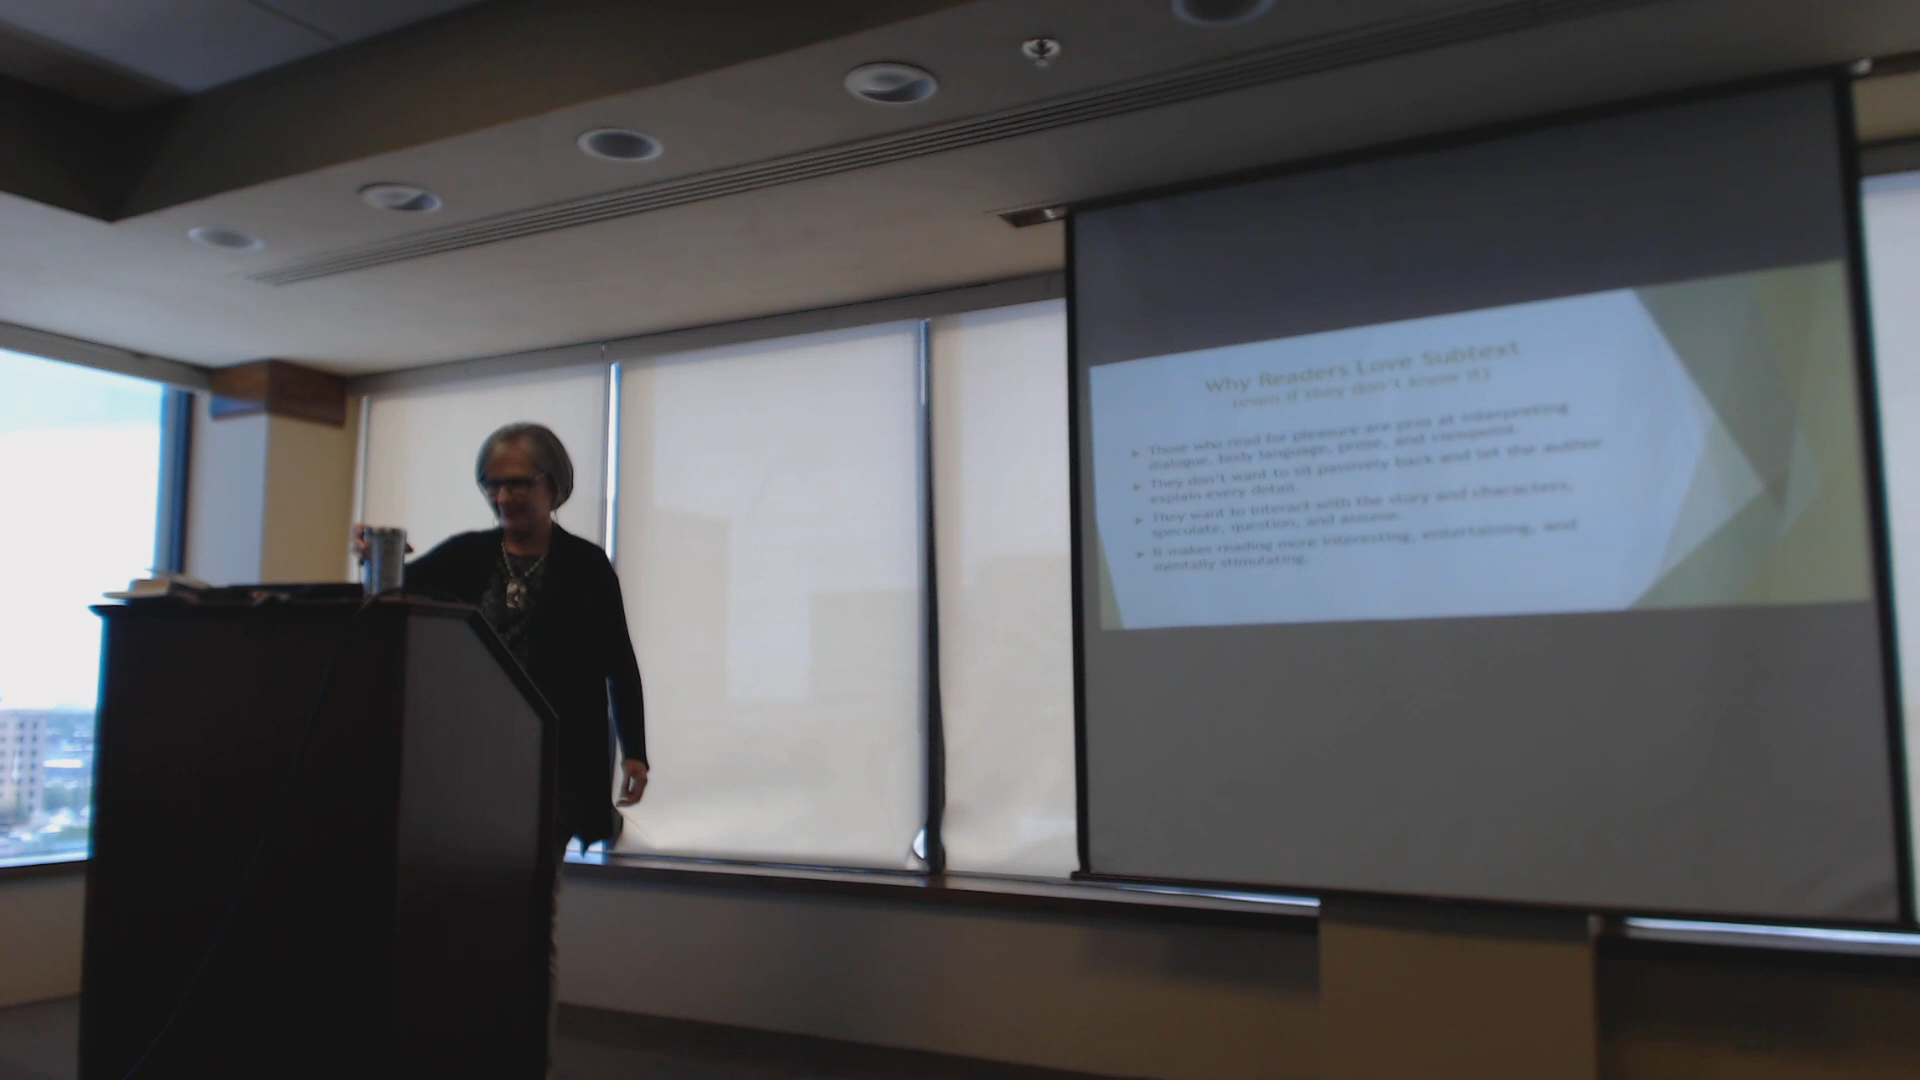 Why Readers Love Subtext
(even if they don't know it)
Those who read for pleasure are pros at interpreting
dialogue, body language, prose, and viewpoint.
They don't want to sit passively back and let the author
explain every detail.
They want to interact with the story and characters,
speculate, question, and assume.
It makes reading more interesting, entertaining, and
mentally stimulating.